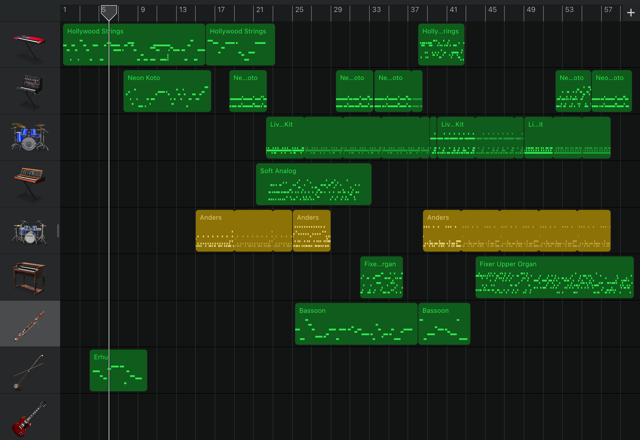 1 5 9 13 17 21 25 29 33 37 41 45 49 53 57 +
Hollywood Strings Hollywood Strings Holly...rings
Neon Koto Ne...oto Ne...oto Ne...oto Ne...oto Neo...oto
Liv...Kit Liv...Kit Li...it
Soft Analog
Anders Anders Anders
Fixe...rgan Fixer Upper Organ
Bassoon Bassoon
Erhu